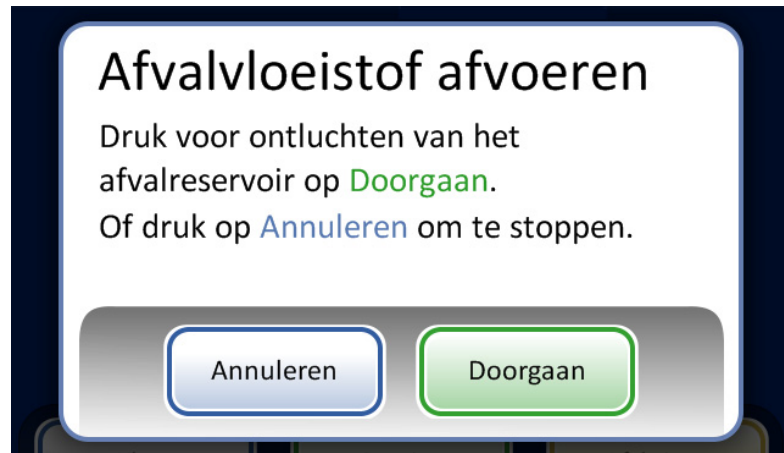 Afvalvloeistof afvoeren
Druk voor ontluchten van het
afvalreservoir op Doorgaan.
Of druk op Annuleren om te stoppen.
Annuleren Doorgaan